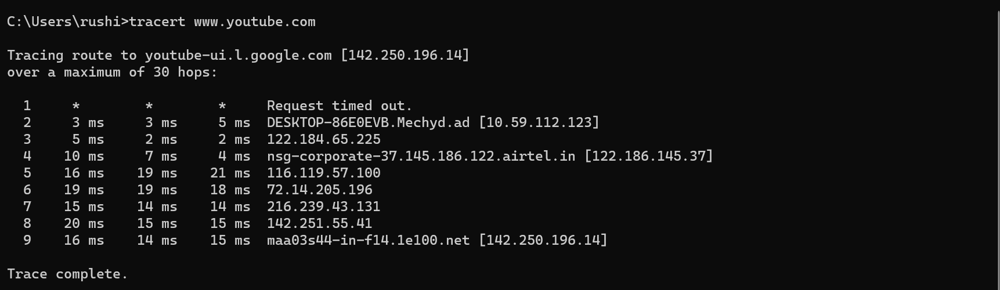 C:\Users\rushi>tracert www.youtube.com
Tracing route to youtube-ui.l.google.com [142.250.196.14]
over a maximum of 30 hops:
1 * * * Request timed out.
2 3 ms 3 ms 5 ms DESKTOP-86E0EVB.Mechyd.ad [10.59.112.123]
3 5 ms 2 ms 2 ms 122.184.65.225
4 10 ms 7 ms 4 ms nsg-corporate-37.145.186.122.airtel.in [122.186.145.37]
5 16 ms 19 ms 21 ms 116.119.57.100
6 19 ms 19 ms 18 ms 72.14.205.196
7 15 ms 14 ms 14 ms 216.239.43.131
8 20 ms 15 ms 15 ms 142.251.55.41
9 16 ms 14 ms 15 ms maa03s44-in-f14.1e100.net [142.250.196.14]
Trace complete.